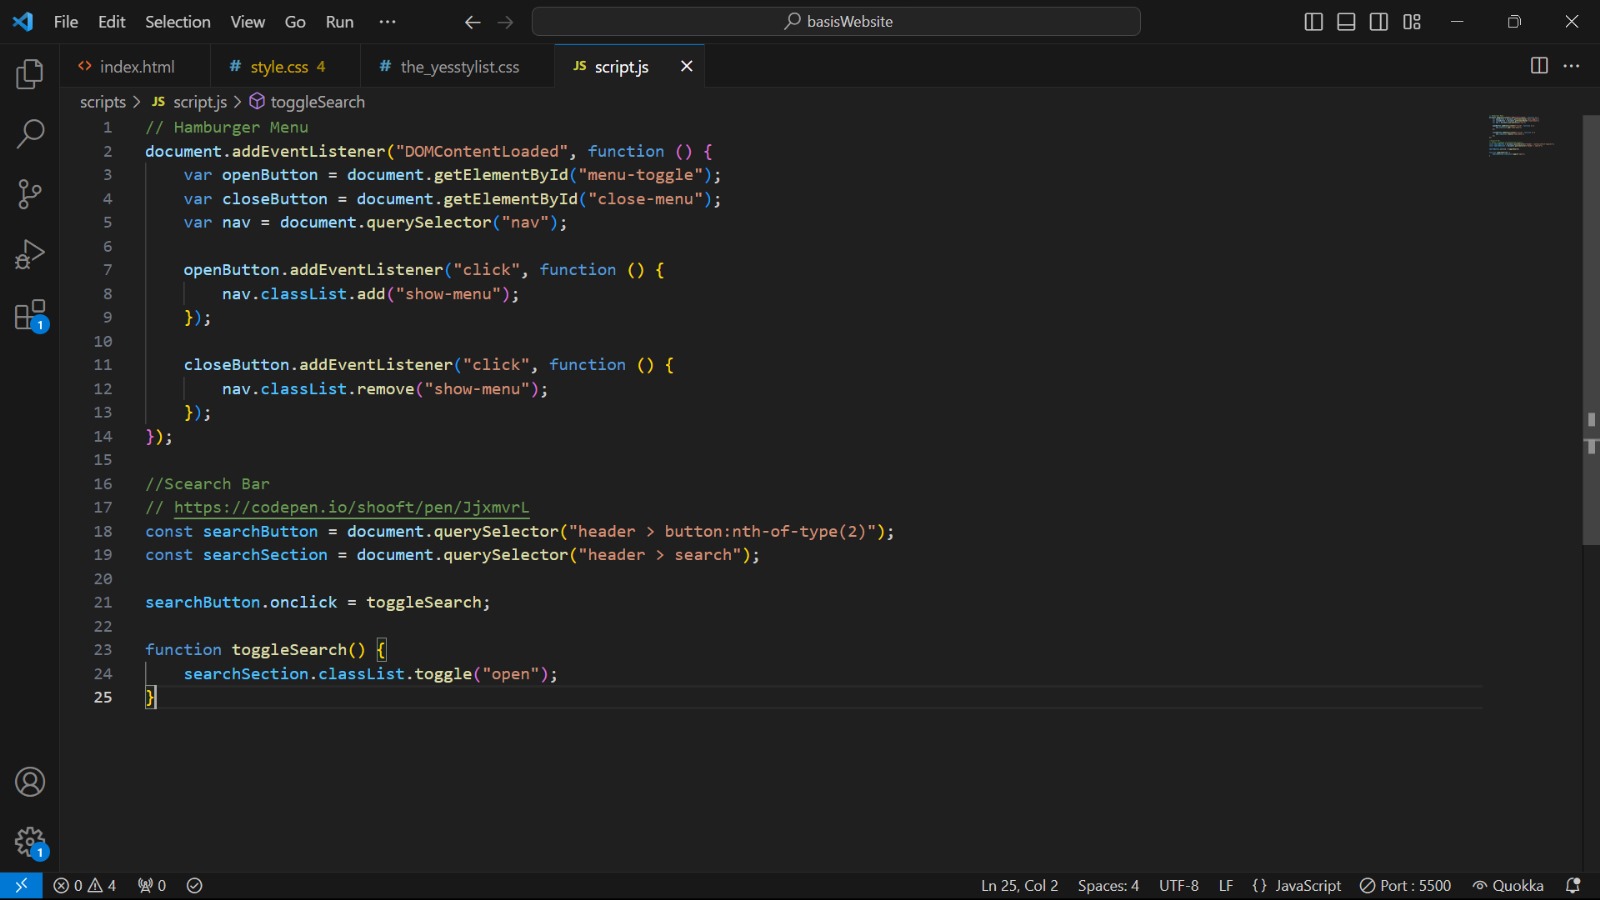 File Edit Selection View Go Run ··· basisWebsite
index.html # style.css 4 # the_yesstylist.css JS script.js
scripts > JS script.js > toggleSearch
1 // Hamburger Menu
2 document.addEventListener("DOMContentLoaded", function () {
3 var openButton = document.getElementById("menu-toggle");
4 var closeButton = document.getElementById("close-menu");
5 var nav = document.querySelector("nav");
6
7 openButton.addEventListener("click", function () {
8 nav.classList.add("show-menu");
9 });
10
11 closeButton.addEventListener("click", function () {
12 nav.classList.remove("show-menu");
13 });
14 });
15
16 //Scearch Bar
17 // https://codepen.io/shooft/pen/JjxmvrL
18 const searchButton = document.querySelector("header > button:nth-of-type(2)");
19 const searchSection = document.querySelector("header > search");
20
21 searchButton.onclick = toggleSearch;
22
23 function toggleSearch() {
24 searchSection.classList.toggle("open");
25 }
1
1
0 4 0 Ln 25, Col 2 Spaces: 4 UTF-8 LF {} JavaScript Port : 5500 Quokka